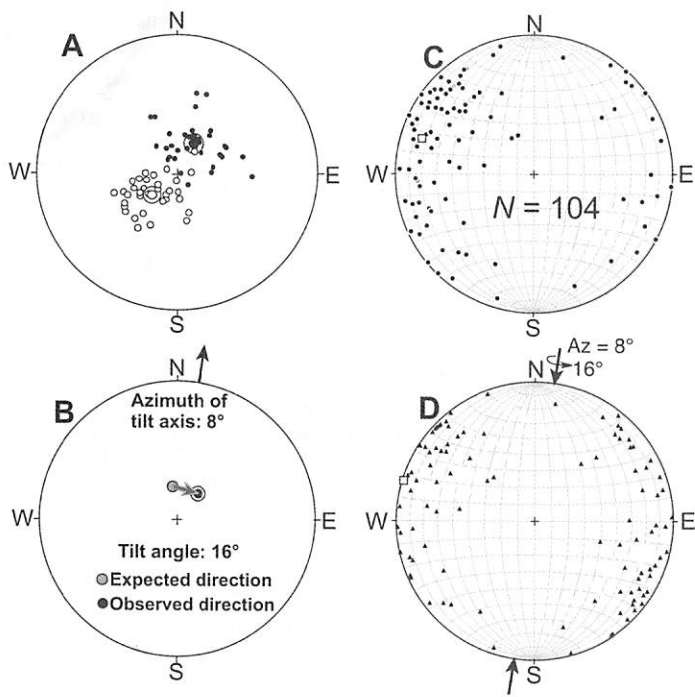 A
N
W
E
S
C
N
W
E
S
N = 104
B
N
Azimuth of
tilt axis: 8°
W
E
Tilt angle: 16°
Expected direction
Observed direction
S
D
N
Az = 8°
16°
W
E
S